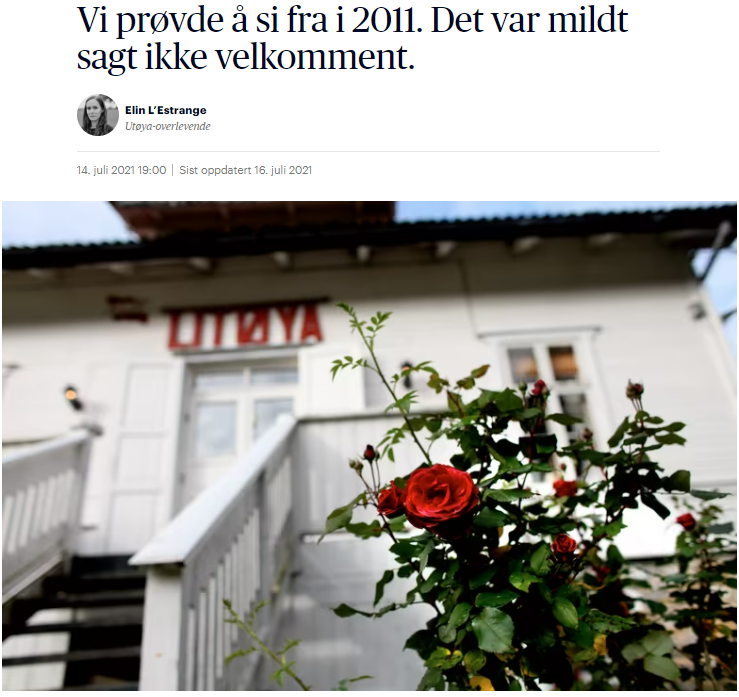 Vi prøvde å si fra i 2011. Det var mildt
sagt ikke velkomment.
Elin L’Estrange
Utøya-overlevende
14. juli 2021 19:00 | Sist oppdatert 16. juli 2021
UTØYA